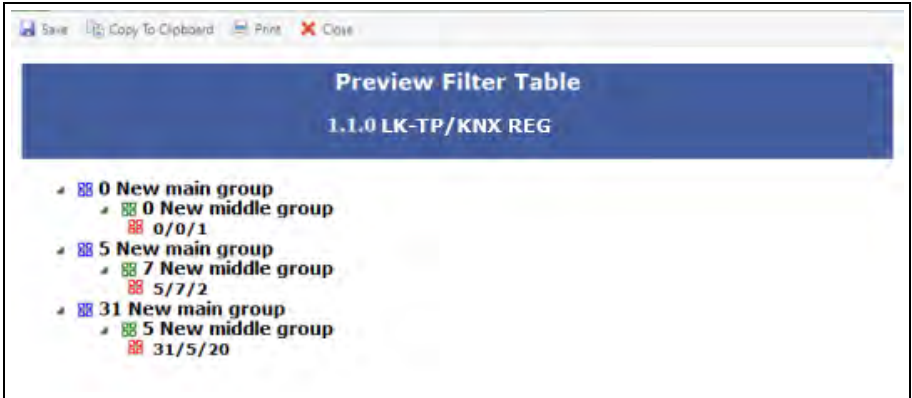 Save Copy To Clipboard Print Close
Preview Filter Table
1.1.0 LK-TP/KNX REG
0 New main group
0 New middle group
0/0/1
5 New main group
7 New middle group
5/7/2
31 New main group
5 New middle group
31/5/20